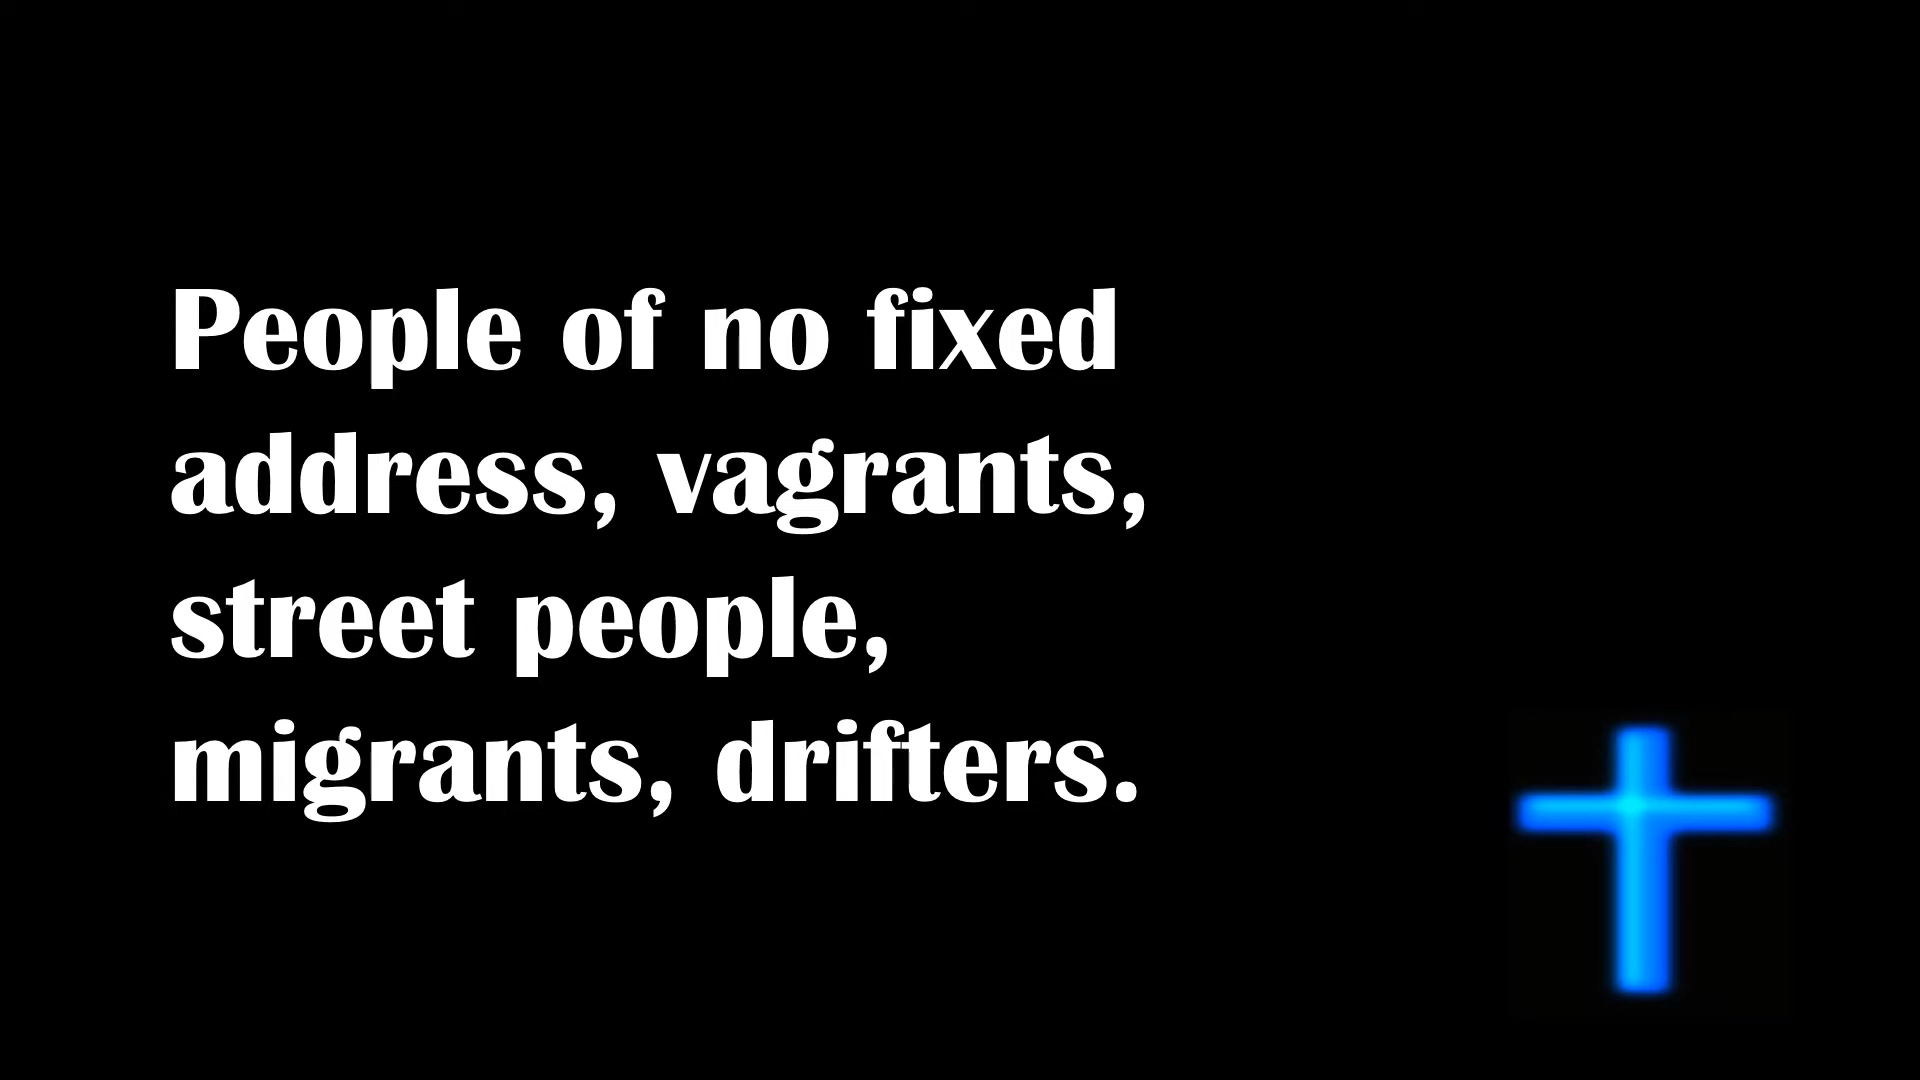 People of no fixed
address, vagrants,
street people,
migrants, drifters.